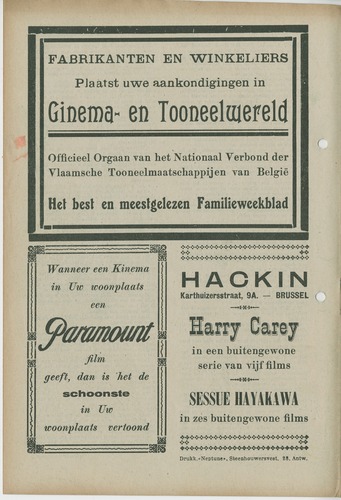 FABRIKANTEN EN WINKELIERS
Plaatst uwe aankondigingen in
Ginema- en Tooneelwereld
Officieel Orgaan van het Nationaal Verbond der
Vlaamsche Tooneelmaatschappijen van België
Het best en meestgelezen Familieweekblad
Wanneer een Kinema
in Uw woonplaats
een
Paramount
film
geeft, dan is het de
schoonste
in Uw
woonplaats vertoond
HACKIN
Karthuizersstraat, 9A. — BRUSSEL
Harry Carey
in een buitengewone
serie van vijf films
SESSUE HAYAKAWA
in zes buitengewone films
Drukk. «Neptune», Steenhouwersvest, 28, Antw.